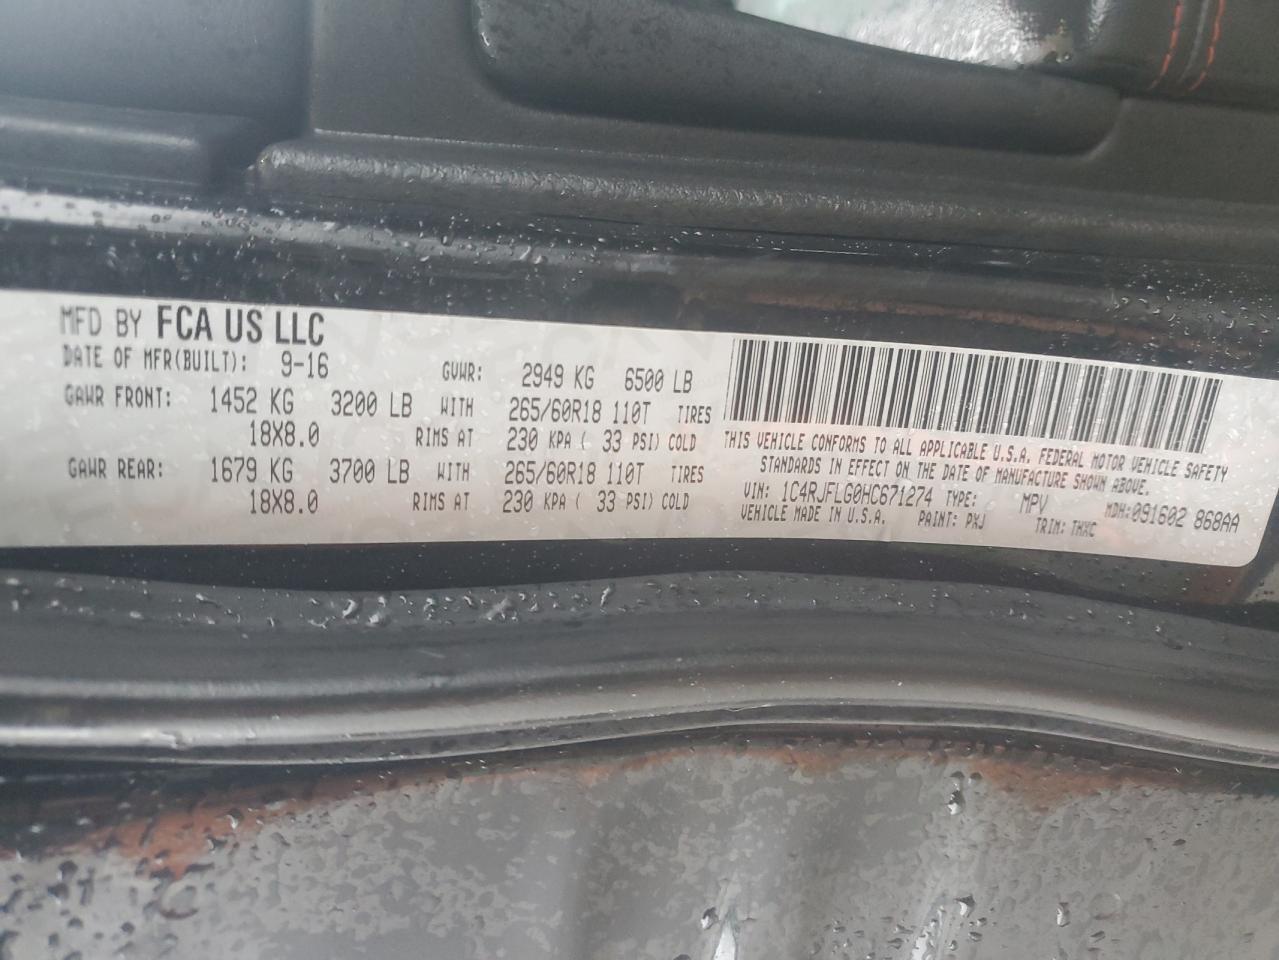 MFD BY FCA US LLC
DATE OF MFR(BUILT): 9-16 GVWR: 2949 KG 6500 LB
GAWR FRONT: 1452 KG 3200 LB WITH 265/60R18 110T TIRES
18X8.0 RIMS AT 230 KPA ( 33 PSI) COLD
GAWR REAR: 1679 KG 3700 LB WITH 265/60R18 110T TIRES
18X8.0 RIMS AT 230 KPA ( 33 PSI) COLD
THIS VEHICLE CONFORMS TO ALL APPLICABLE U.S.A. FEDERAL MOTOR VEHICLE SAFETY
STANDARDS IN EFFECT ON THE DATE OF MANUFACTURE SHOWN ABOVE.
VIN: 1C4RJFLG0HC671274 TYPE: MPV MDH:091602 868AA
VEHICLE MADE IN U.S.A. PAINT: PXJ TRIM: THXC